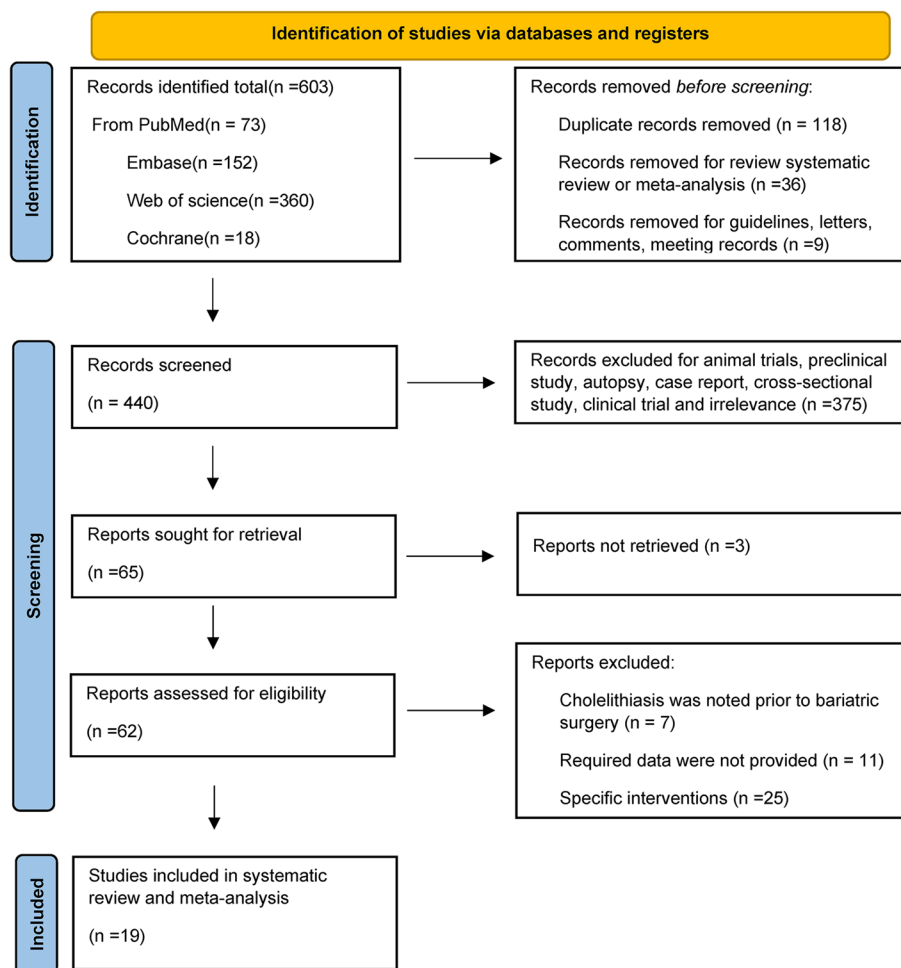 Identification of studies via databases and registers
Identification
Records identified total(n =603)
From PubMed(n = 73)
Embase(n =152)
Web of science(n =360)
Cochrane(n =18)
Records removed before screening:
Duplicate records removed (n = 118)
Records removed for review systematic
review or meta-analysis (n =36)
Records removed for guidelines, letters,
comments, meeting records (n =9)
Screening
Records screened
(n = 440)
Records excluded for animal trials, preclinical
study, autopsy, case report, cross-sectional
study, clinical trial and irrelevance (n =375)
Reports sought for retrieval
(n =65)
Reports not retrieved (n =3)
Reports assessed for eligibility
(n =62)
Reports excluded:
Cholelithiasis was noted prior to bariatric
surgery (n = 7)
Required data were not provided (n = 11)
Specific interventions (n =25)
Included
Studies included in systematic
review and meta-analysis
(n =19)